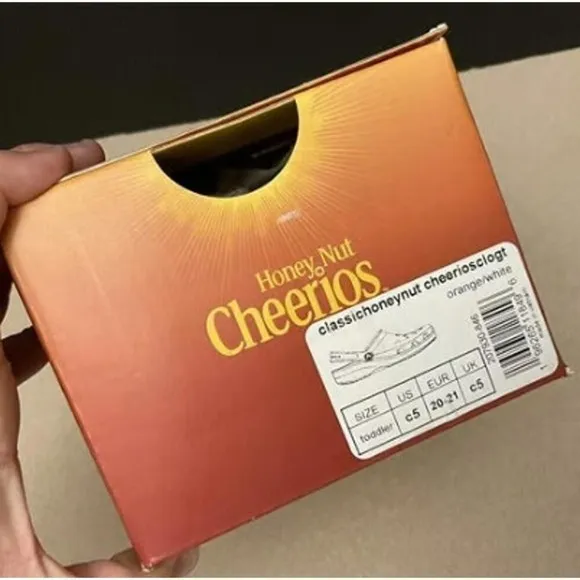 Honey Nut
Cheerios
classichoneynut cheeriosclogt
orange/white
SIZE US EUR UK
toddler c5 20-21 c5